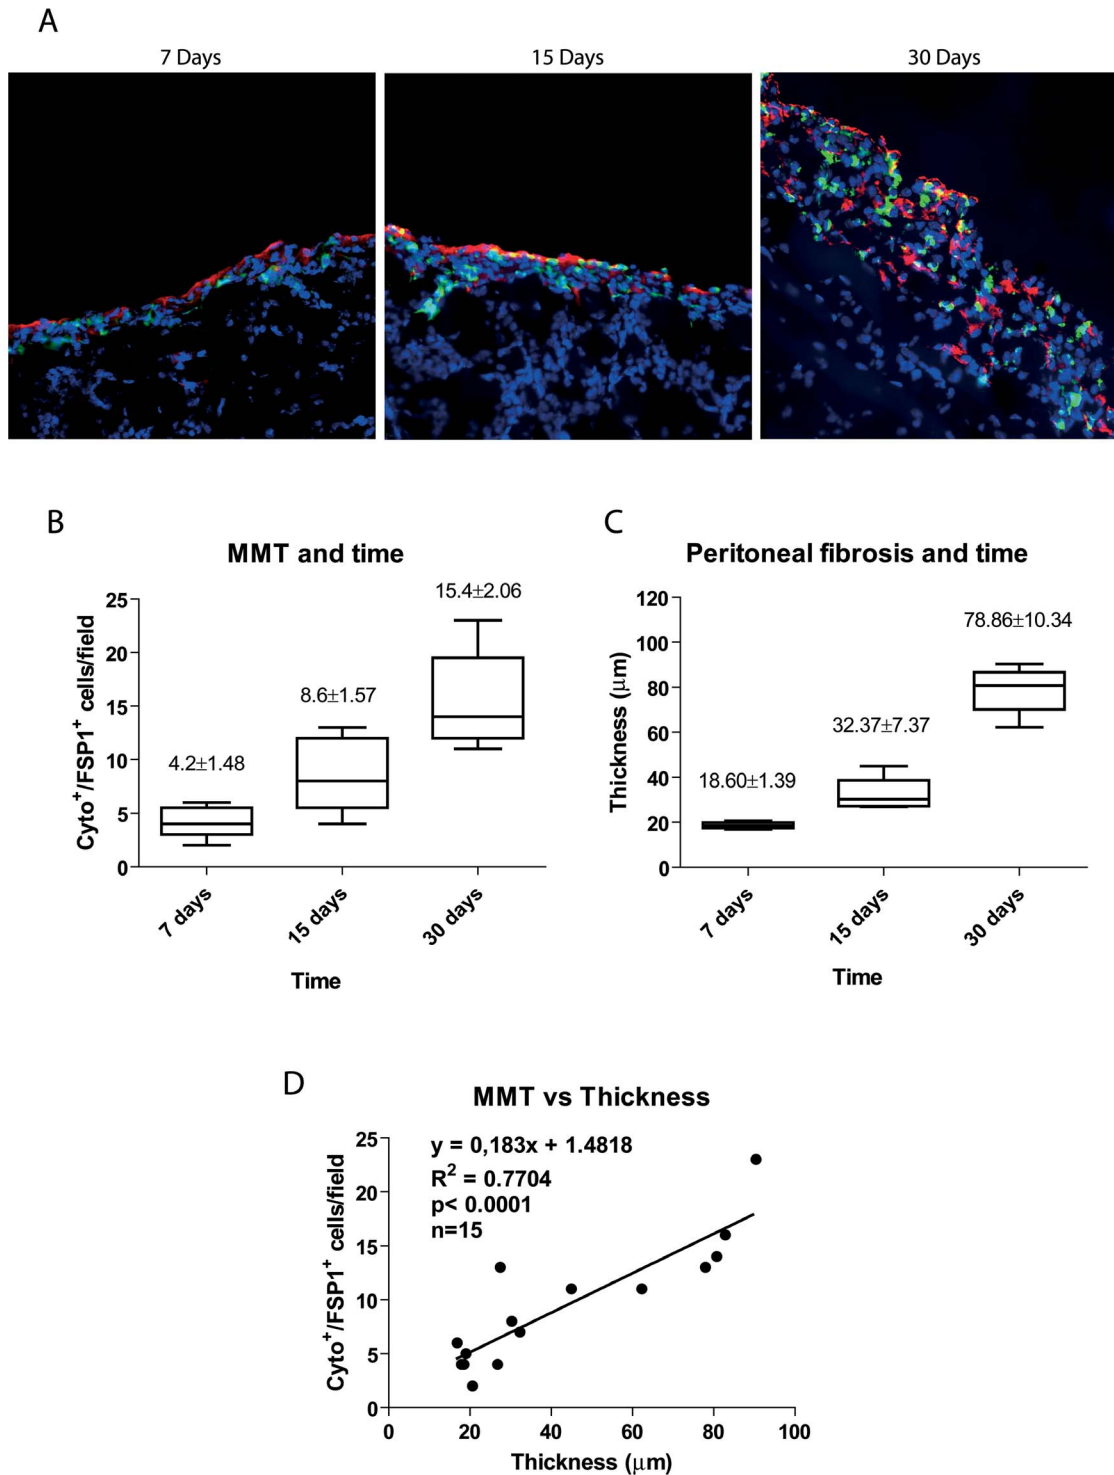 A
7 Days
15 Days
30 Days
B
MMT and time
Cyto⁺/FSP1⁺ cells/field
25
20
15
10
5
0
4.2±1.48
8.6±1.57
15.4±2.06
7 days
15 days
30 days
Time
C
Peritoneal fibrosis and time
Thickness (μm)
120
100
80
60
40
20
0
18.60±1.39
32.37±7.37
78.86±10.34
7 days
15 days
30 days
Time
D
MMT vs Thickness
Cyto⁺/FSP1⁺ cells/field
25
20
15
10
5
0
y = 0,183x + 1.4818
R² = 0.7704
p< 0.0001
n=15
0
20
40
60
80
100
Thickness (μm)